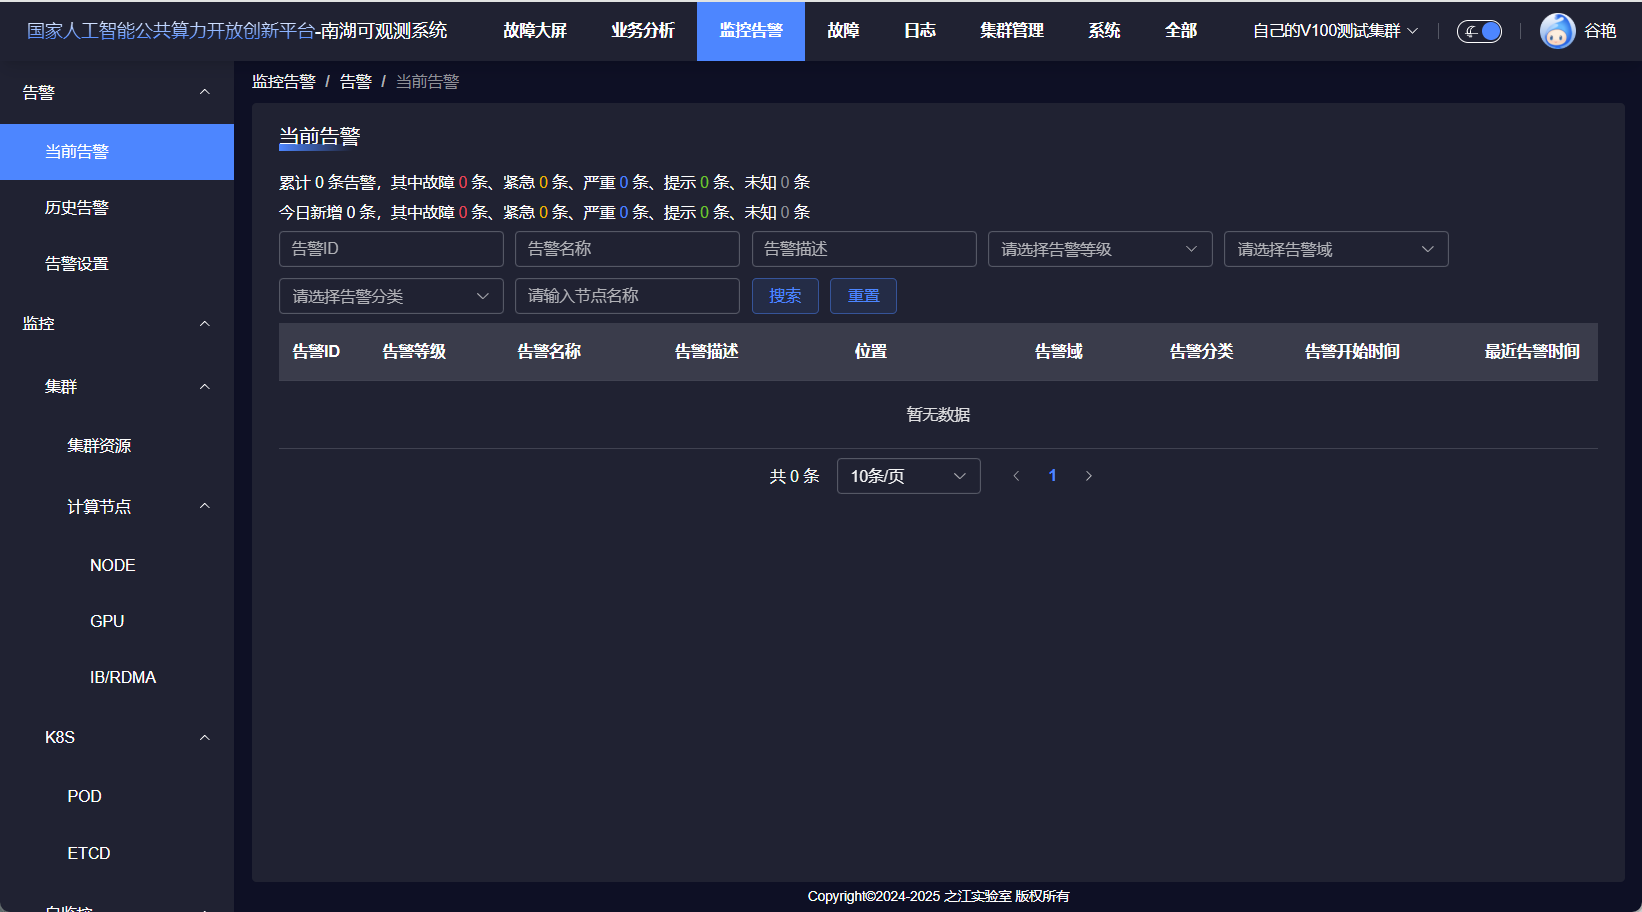 国家人工智能公共算力开放创新平台-南湖可观测系统
故障大屏
业务分析
监控告警
故障
日志
集群管理
系统
全部
自己的V100测试集群
谷艳
告警
当前告警
历史告警
告警设置
监控
集群
集群资源
计算节点
NODE
GPU
IB/RDMA
K8S
POD
ETCD
监控告警 / 告警 / 当前告警
当前告警
累计 0 条告警，其中故障 0 条、紧急 0 条、严重 0 条、提示 0 条、未知 0 条
今日新增 0 条，其中故障 0 条、紧急 0 条、严重 0 条、提示 0 条、未知 0 条
告警ID
告警名称
告警描述
请选择告警等级
请选择告警域
请选择告警分类
请输入节点名称
搜索
重置
告警ID 告警等级 告警名称 告警描述 位置 告警域 告警分类 告警开始时间 最近告警时间
暂无数据
共 0 条
10条/页
1
Copyright©2024-2025 之江实验室 版权所有